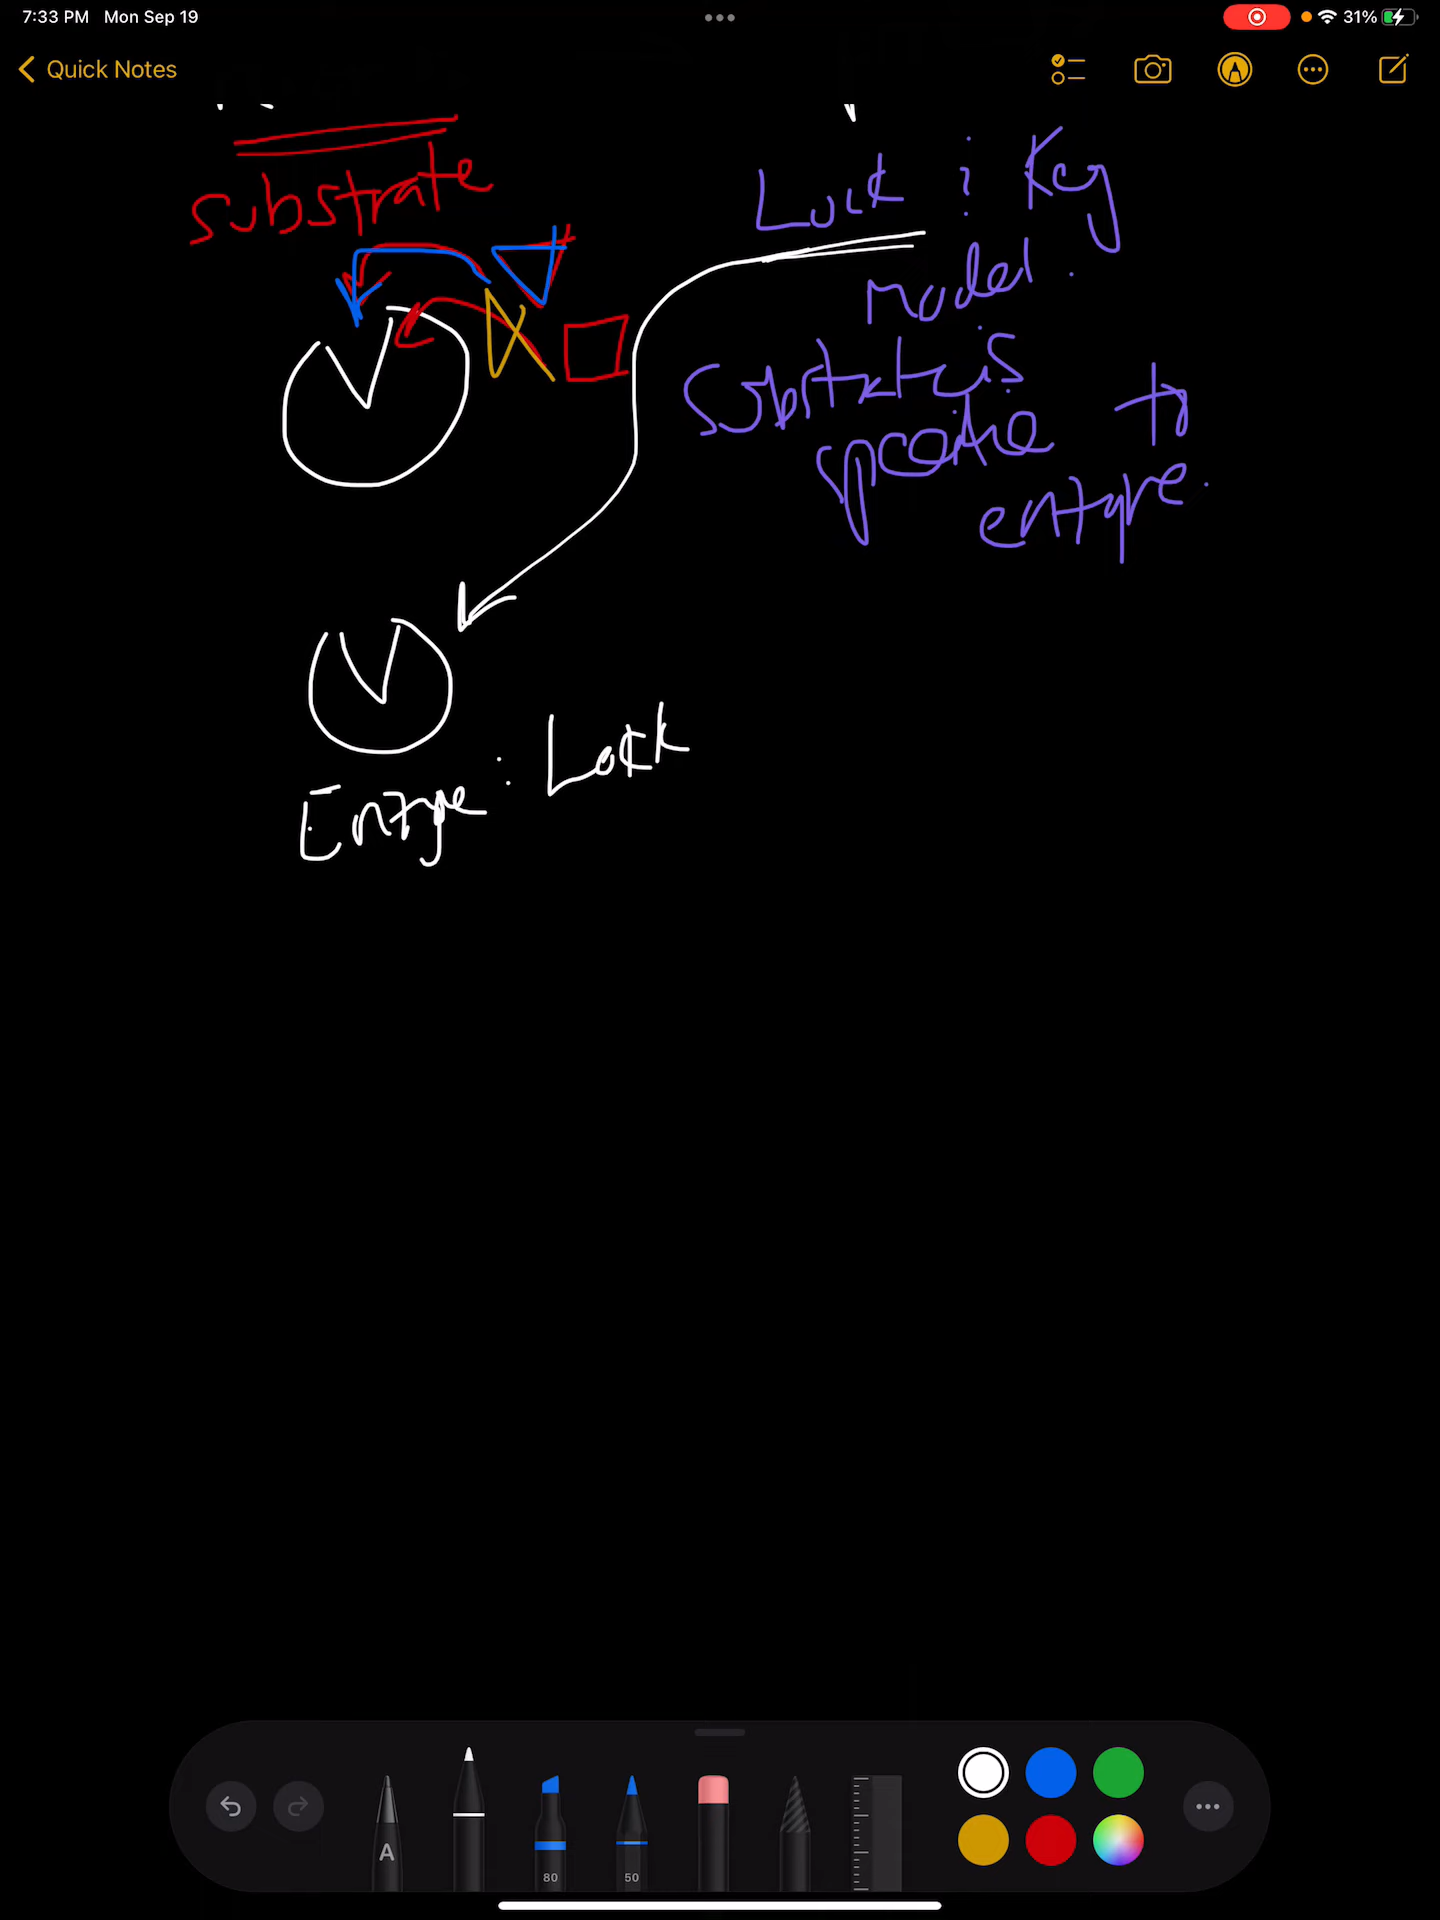 7:33 PM Mon Sep 19
31%
Quick Notes
substrate
Lock : Key
model.
Substrate is
specific to
enzyme.
Enzyme : Lock
A
80
50